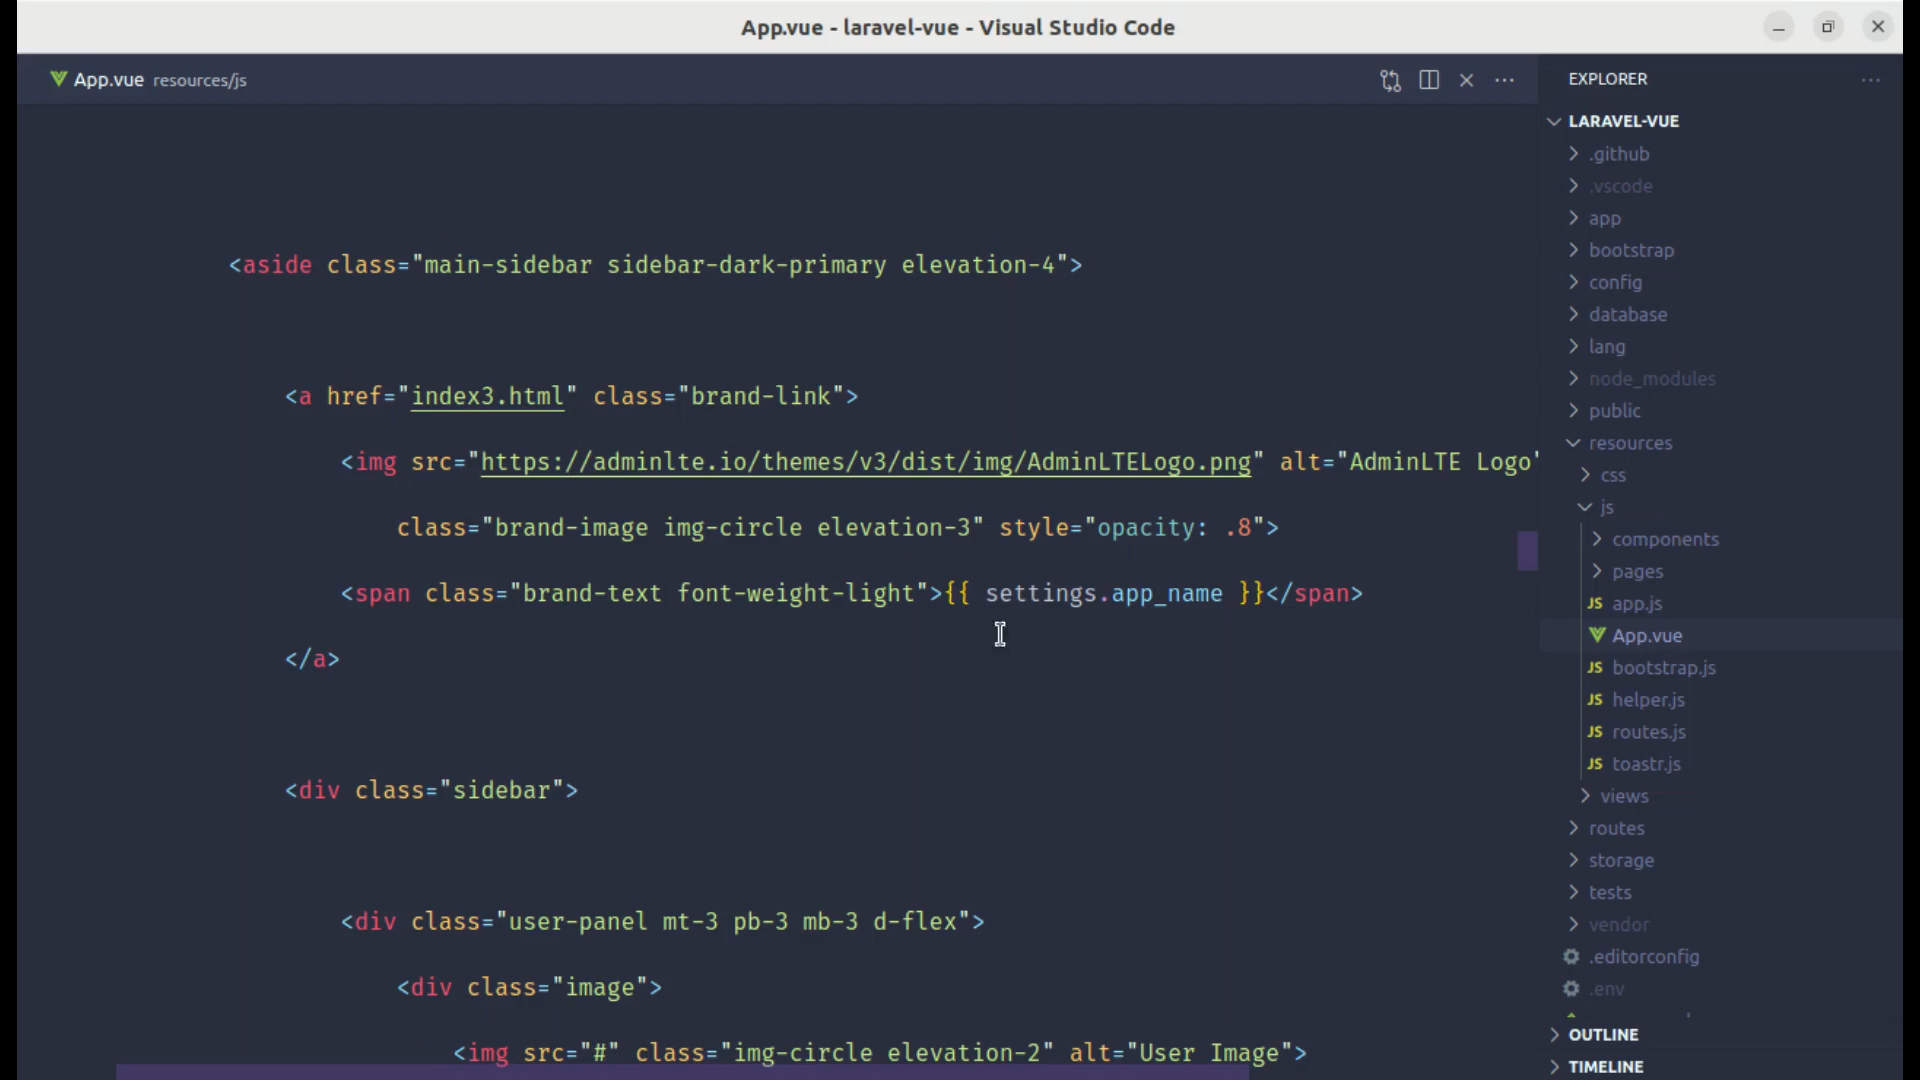 App.vue - laravel-vue - Visual Studio Code
App.vue resources/js
<aside class="main-sidebar sidebar-dark-primary elevation-4">
<a href="index3.html" class="brand-link">
<img src="https://adminlte.io/themes/v3/dist/img/AdminLTELogo.png" alt="AdminLTE Logo"
class="brand-image img-circle elevation-3" style="opacity: .8">
<span class="brand-text font-weight-light">{{ settings.app_name }}</span>
</a>
<div class="sidebar">
<div class="user-panel mt-3 pb-3 mb-3 d-flex">
<div class="image">
<img src="#" class="img-circle elevation-2" alt="User Image">
EXPLORER
LARAVEL-VUE
.github
.vscode
app
bootstrap
config
database
lang
node_modules
public
resources
css
js
components
pages
JS app.js
App.vue
JS bootstrap.js
JS helper.js
JS routes.js
JS toastr.js
views
routes
storage
tests
vendor
.editorconfig
.env
OUTLINE
TIMELINE